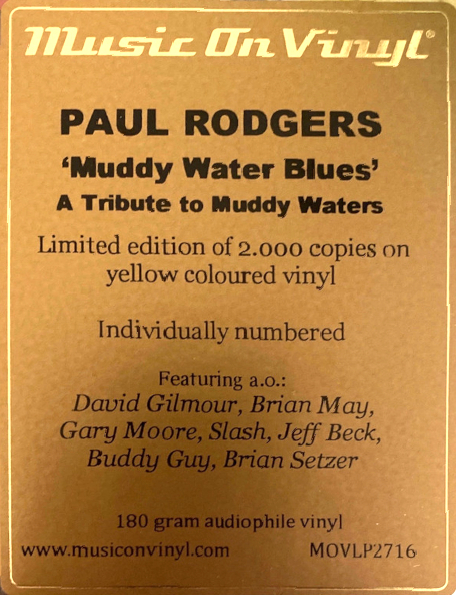 Music On Vinyl®
PAUL RODGERS
‘Muddy Water Blues’
A Tribute to Muddy Waters
Limited edition of 2.000 copies on
yellow coloured vinyl
Individually numbered
Featuring a.o.:
David Gilmour, Brian May,
Gary Moore, Slash, Jeff Beck,
Buddy Guy, Brian Setzer
180 gram audiophile vinyl
www.musiconvinyl.com MOVLP2716